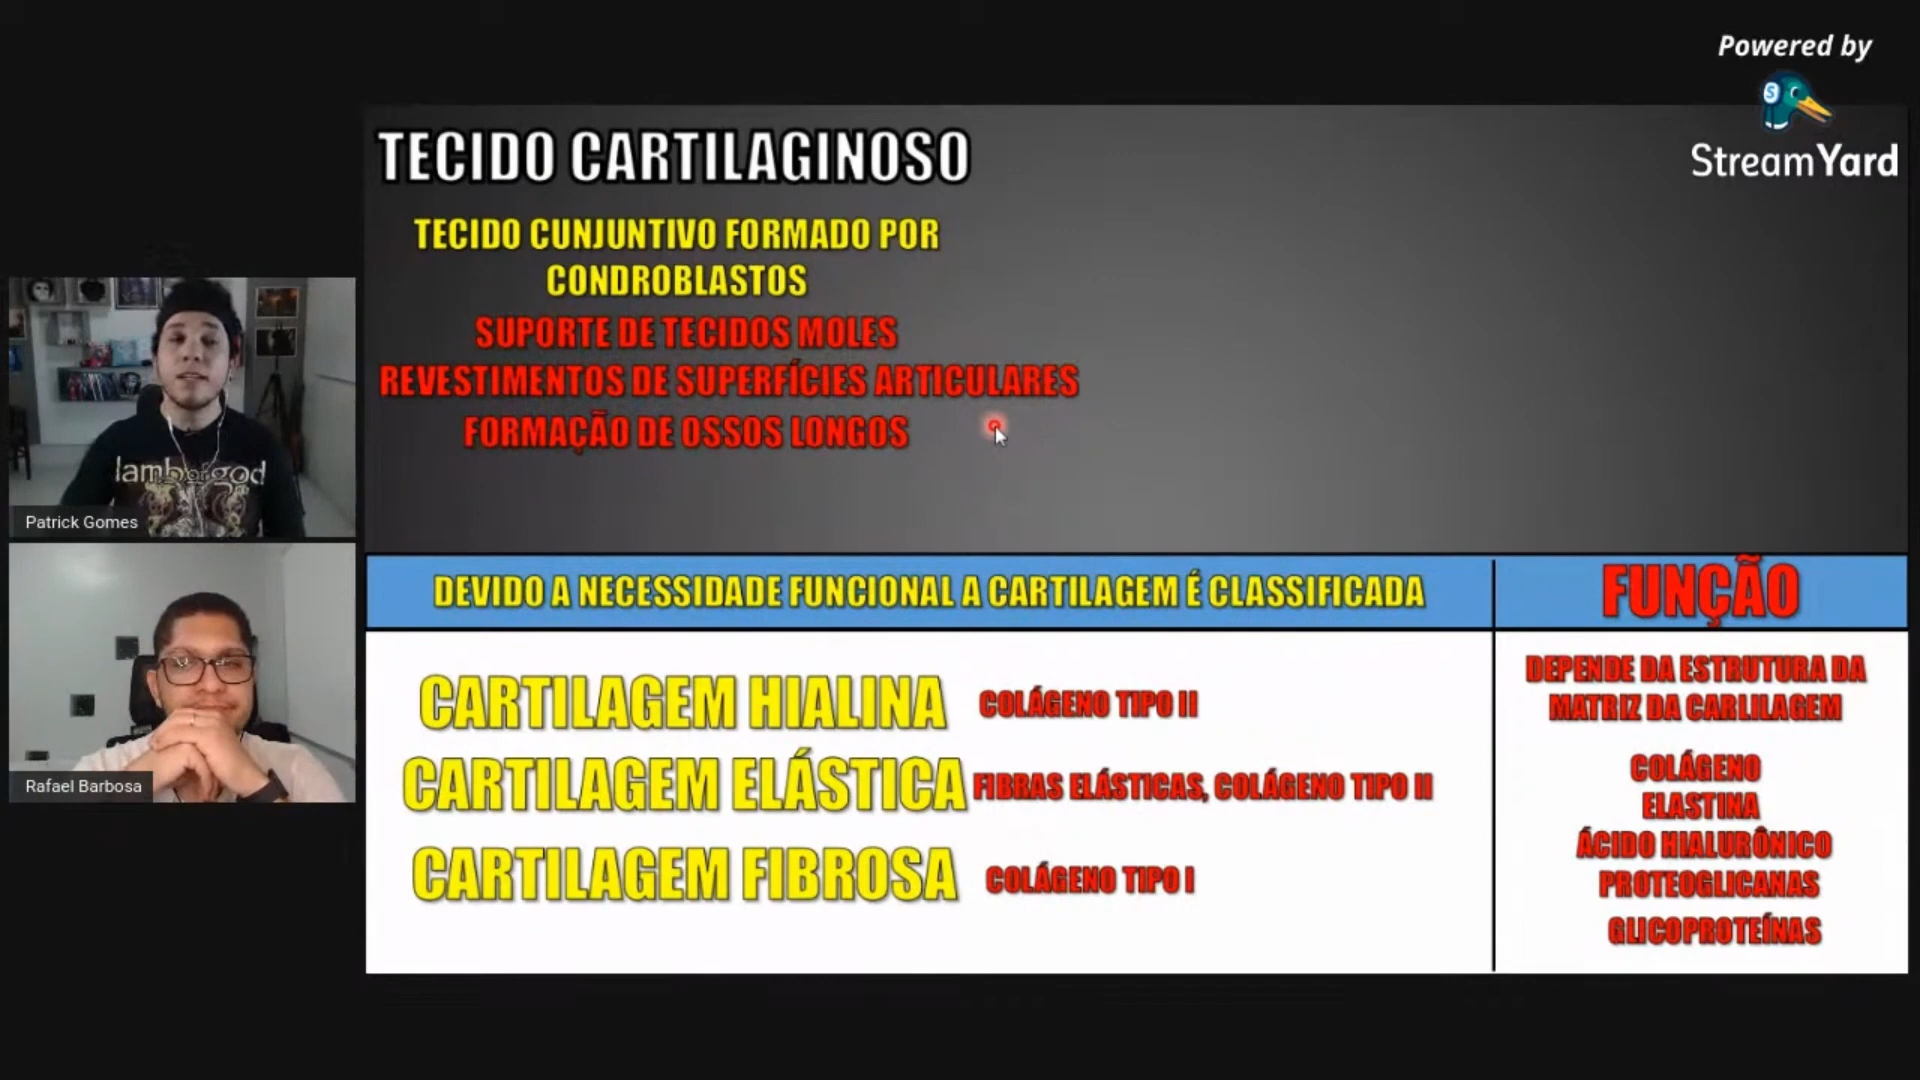 Powered by
StreamYard
TECIDO CARTILAGINOSO
TECIDO CUNJUNTIVO FORMADO POR
CONDROBLASTOS
SUPORTE DE TECIDOS MOLES
REVESTIMENTOS DE SUPERFÍCIES ARTICULARES
FORMAÇÃO DE OSSOS LONGOS
lamb of god
Patrick Gomes
Rafael Barbosa
DEVIDO A NECESSIDADE FUNCIONAL A CARTILAGEM É CLASSIFICADA
CARTILAGEM HIALINA COLÁGENO TIPO II
CARTILAGEM ELÁSTICA FIBRAS ELÁSTICAS, COLÁGENO TIPO II
CARTILAGEM FIBROSA COLÁGENO TIPO I
FUNÇÃO
DEPENDE DA ESTRUTURA DA
MATRIZ DA CARLILAGEM
COLÁGENO
ELASTINA
ÁCIDO HIALURÔNICO
PROTEOGLICANAS
GLICOPROTEÍNAS